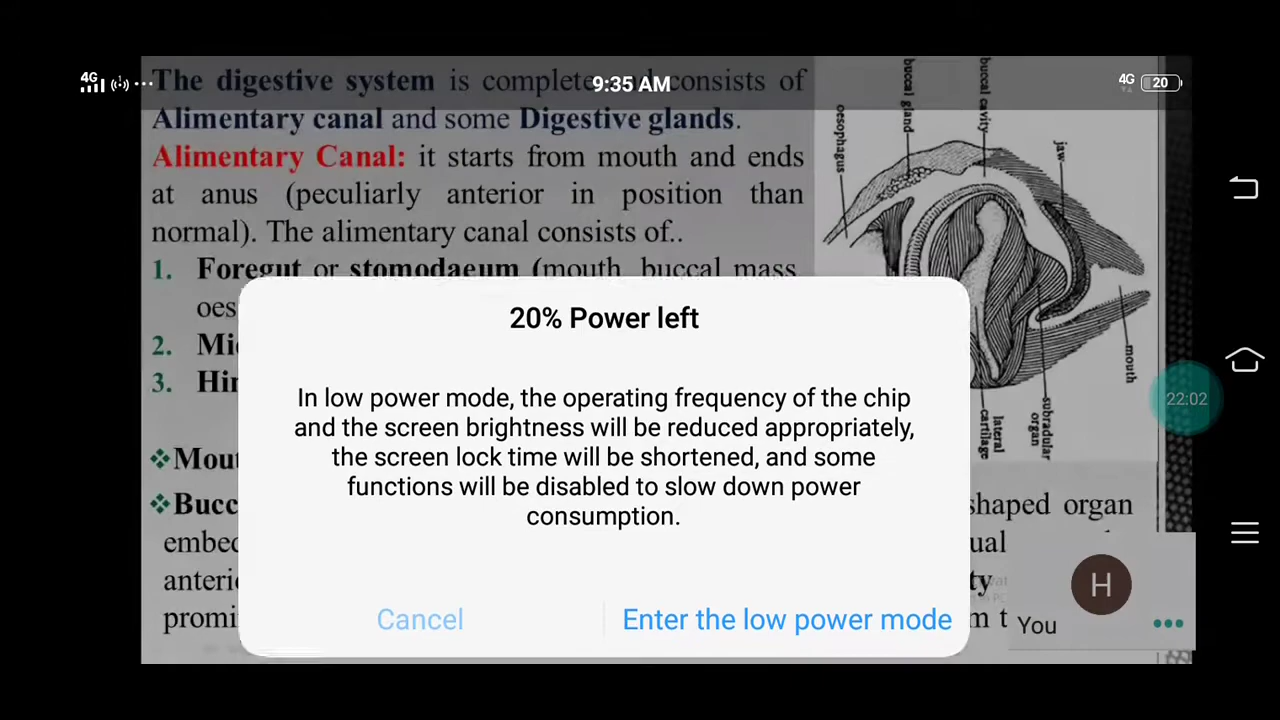 4G 9:35 AM 4G 20
The digestive system is complete and consists of
Alimentary canal and some Digestive glands.
Alimentary Canal: it starts from mouth and ends
at anus (peculiarly anterior in position than
normal). The alimentary canal consists of..
1. Foregut or stomodaeum (mouth, buccal mass,
oes
2. Mi
3. Hin
❖Mout
❖Bucc shaped organ
embed ual
anterio ty
promi m t
oesophagus
buccal gland
buccal cavity
jaw
mouth
subradular
organ
lateral
cartilage
20% Power left
In low power mode, the operating frequency of the chip
and the screen brightness will be reduced appropriately,
the screen lock time will be shortened, and some
functions will be disabled to slow down power
consumption.
Cancel Enter the low power mode
22:02
H
You